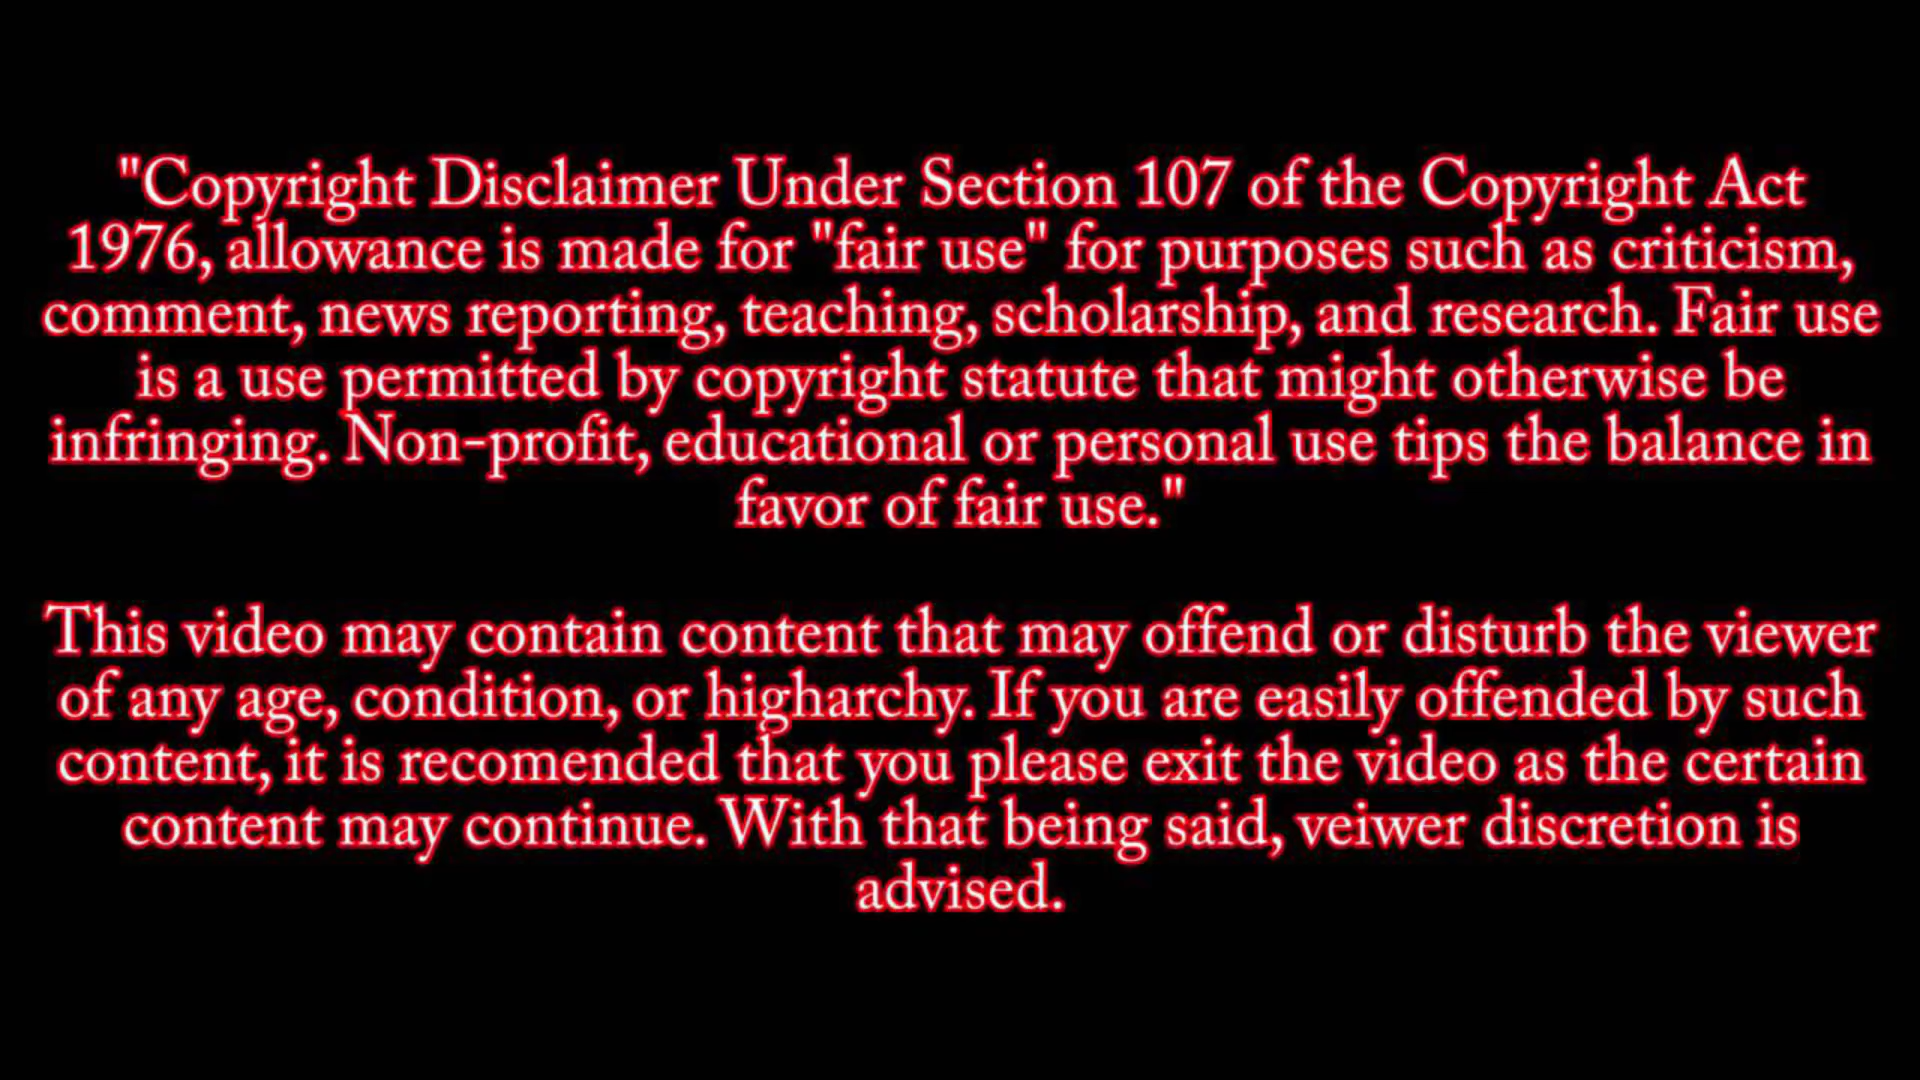 "Copyright Disclaimer Under Section 107 of the Copyright Act
1976, allowance is made for "fair use" for purposes such as criticism,
comment, news reporting, teaching, scholarship, and research. Fair use
is a use permitted by copyright statute that might otherwise be
infringing. Non-profit, educational or personal use tips the balance in
favor of fair use."
This video may contain content that may offend or disturb the viewer
of any age, condition, or higharchy. If you are easily offended by such
content, it is recomended that you please exit the video as the certain
content may continue. With that being said, veiwer discretion is
advised.